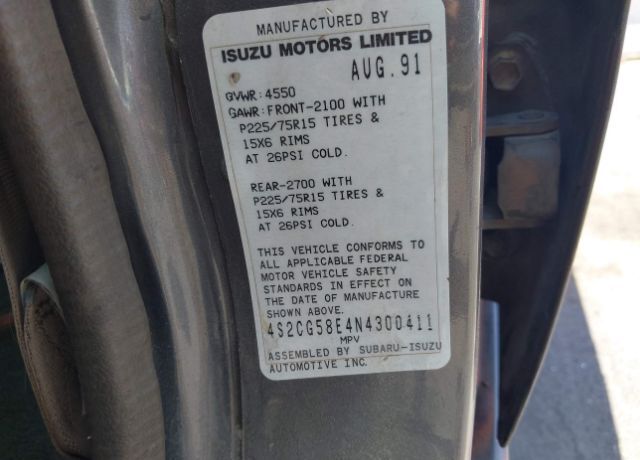 MANUFACTURED BY
ISUZU MOTORS LIMITED
AUG. 91
GVWR:4550
GAWR:FRONT-2100 WITH
P225/75R15 TIRES &
15X6 RIMS
AT 26PSI COLD.
REAR-2700 WITH
P225/75R15 TIRES &
15X6 RIMS
AT 26PSI COLD.
THIS VEHICLE CONFORMS TO
ALL APPLICABLE FEDERAL
MOTOR VEHICLE SAFETY
STANDARDS IN EFFECT ON
THE DATE OF MANUFACTURE
SHOWN ABOVE.
4S2CG58E4N4300411
MPV
ASSEMBLED BY SUBARU-ISUZU
AUTOMOTIVE INC.